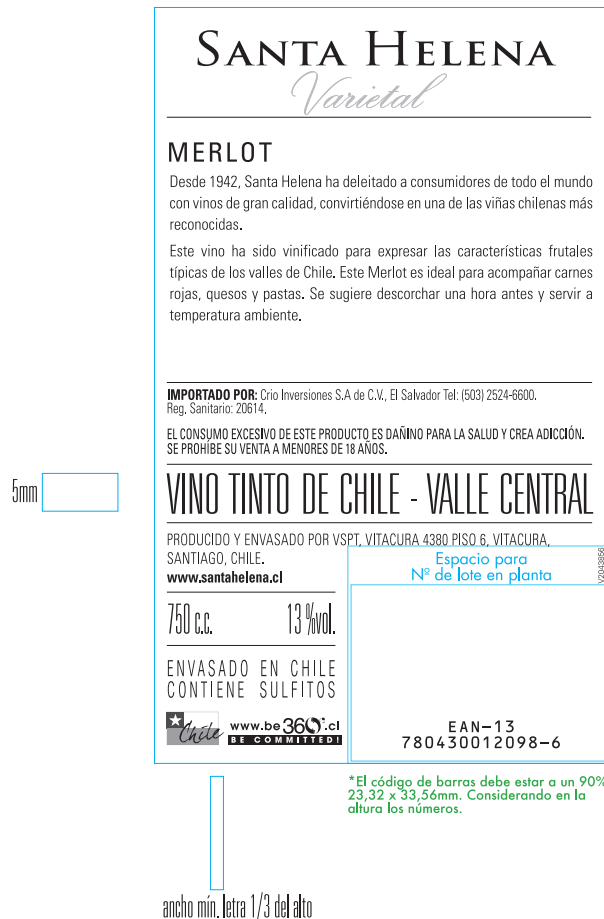 SANTA HELENA
Varietal
MERLOT
Desde 1942, Santa Helena ha deleitado a consumidores de todo el mundo
con vinos de gran calidad, convirtiéndose en una de las viñas chilenas más
reconocidas.
Este vino ha sido vinificado para expresar las características frutales
típicas de los valles de Chile. Este Merlot es ideal para acompañar carnes
rojas, quesos y pastas. Se sugiere descorchar una hora antes y servir a
temperatura ambiente.
IMPORTADO POR: Crio Inversiones S.A de C.V., El Salvador Tel: (503) 2524-6600.
Reg. Sanitario: 20614.
EL CONSUMO EXCESIVO DE ESTE PRODUCTO ES DAÑINO PARA LA SALUD Y CREA ADICCIÓN.
SE PROHÍBE SU VENTA A MENORES DE 18 AÑOS.
5mm
VINO TINTO DE CHILE - VALLE CENTRAL
PRODUCIDO Y ENVASADO POR VSPT, VITACURA 4380 PISO 6, VITACURA,
SANTIAGO, CHILE.
www.santahelena.cl
Espacio para
Nº de lote en planta
V2043856
750 c.c. 13 %vol.
ENVASADO EN CHILE
CONTIENE SULFITOS
Chile
www.be360°.cl
BE COMMITTED!
EAN-13
780430012098-6
*El código de barras debe estar a un 90%
23,32 x 33,56mm. Considerando en la
altura los números.
ancho mín. letra 1/3 del alto